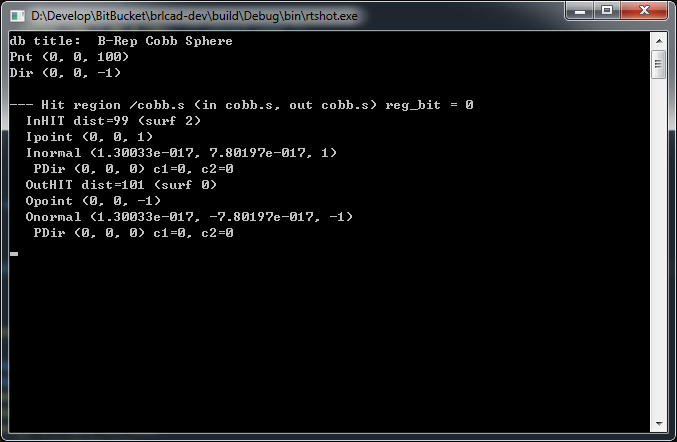 D:\Develop\BitBucket\brlcad-dev\build\Debug\bin\rtshot.exe
db title:  B-Rep Cobb Sphere
Pnt (0, 0, 100)
Dir (0, 0, -1)
--- Hit region /cobb.s (in cobb.s, out cobb.s) reg_bit = 0
  InHIT dist=99 (surf 2)
  Ipoint (0, 0, 1)
  Inormal (1.30033e-017, 7.80197e-017, 1)
   PDir (0, 0, 0) c1=0, c2=0
  OutHIT dist=101 (surf 0)
  Opoint (0, 0, -1)
  Onormal (1.30033e-017, -7.80197e-017, -1)
   PDir (0, 0, 0) c1=0, c2=0